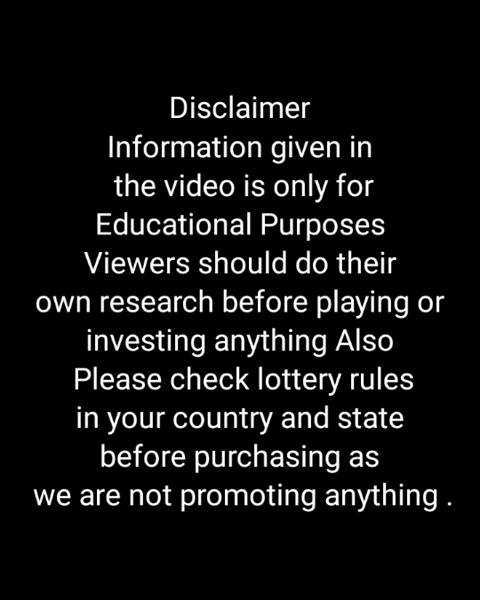 Disclaimer
Information given in
the video is only for
Educational Purposes
Viewers should do their
own research before playing or
investing anything Also
Please check lottery rules
in your country and state
before purchasing as
we are not promoting anything .